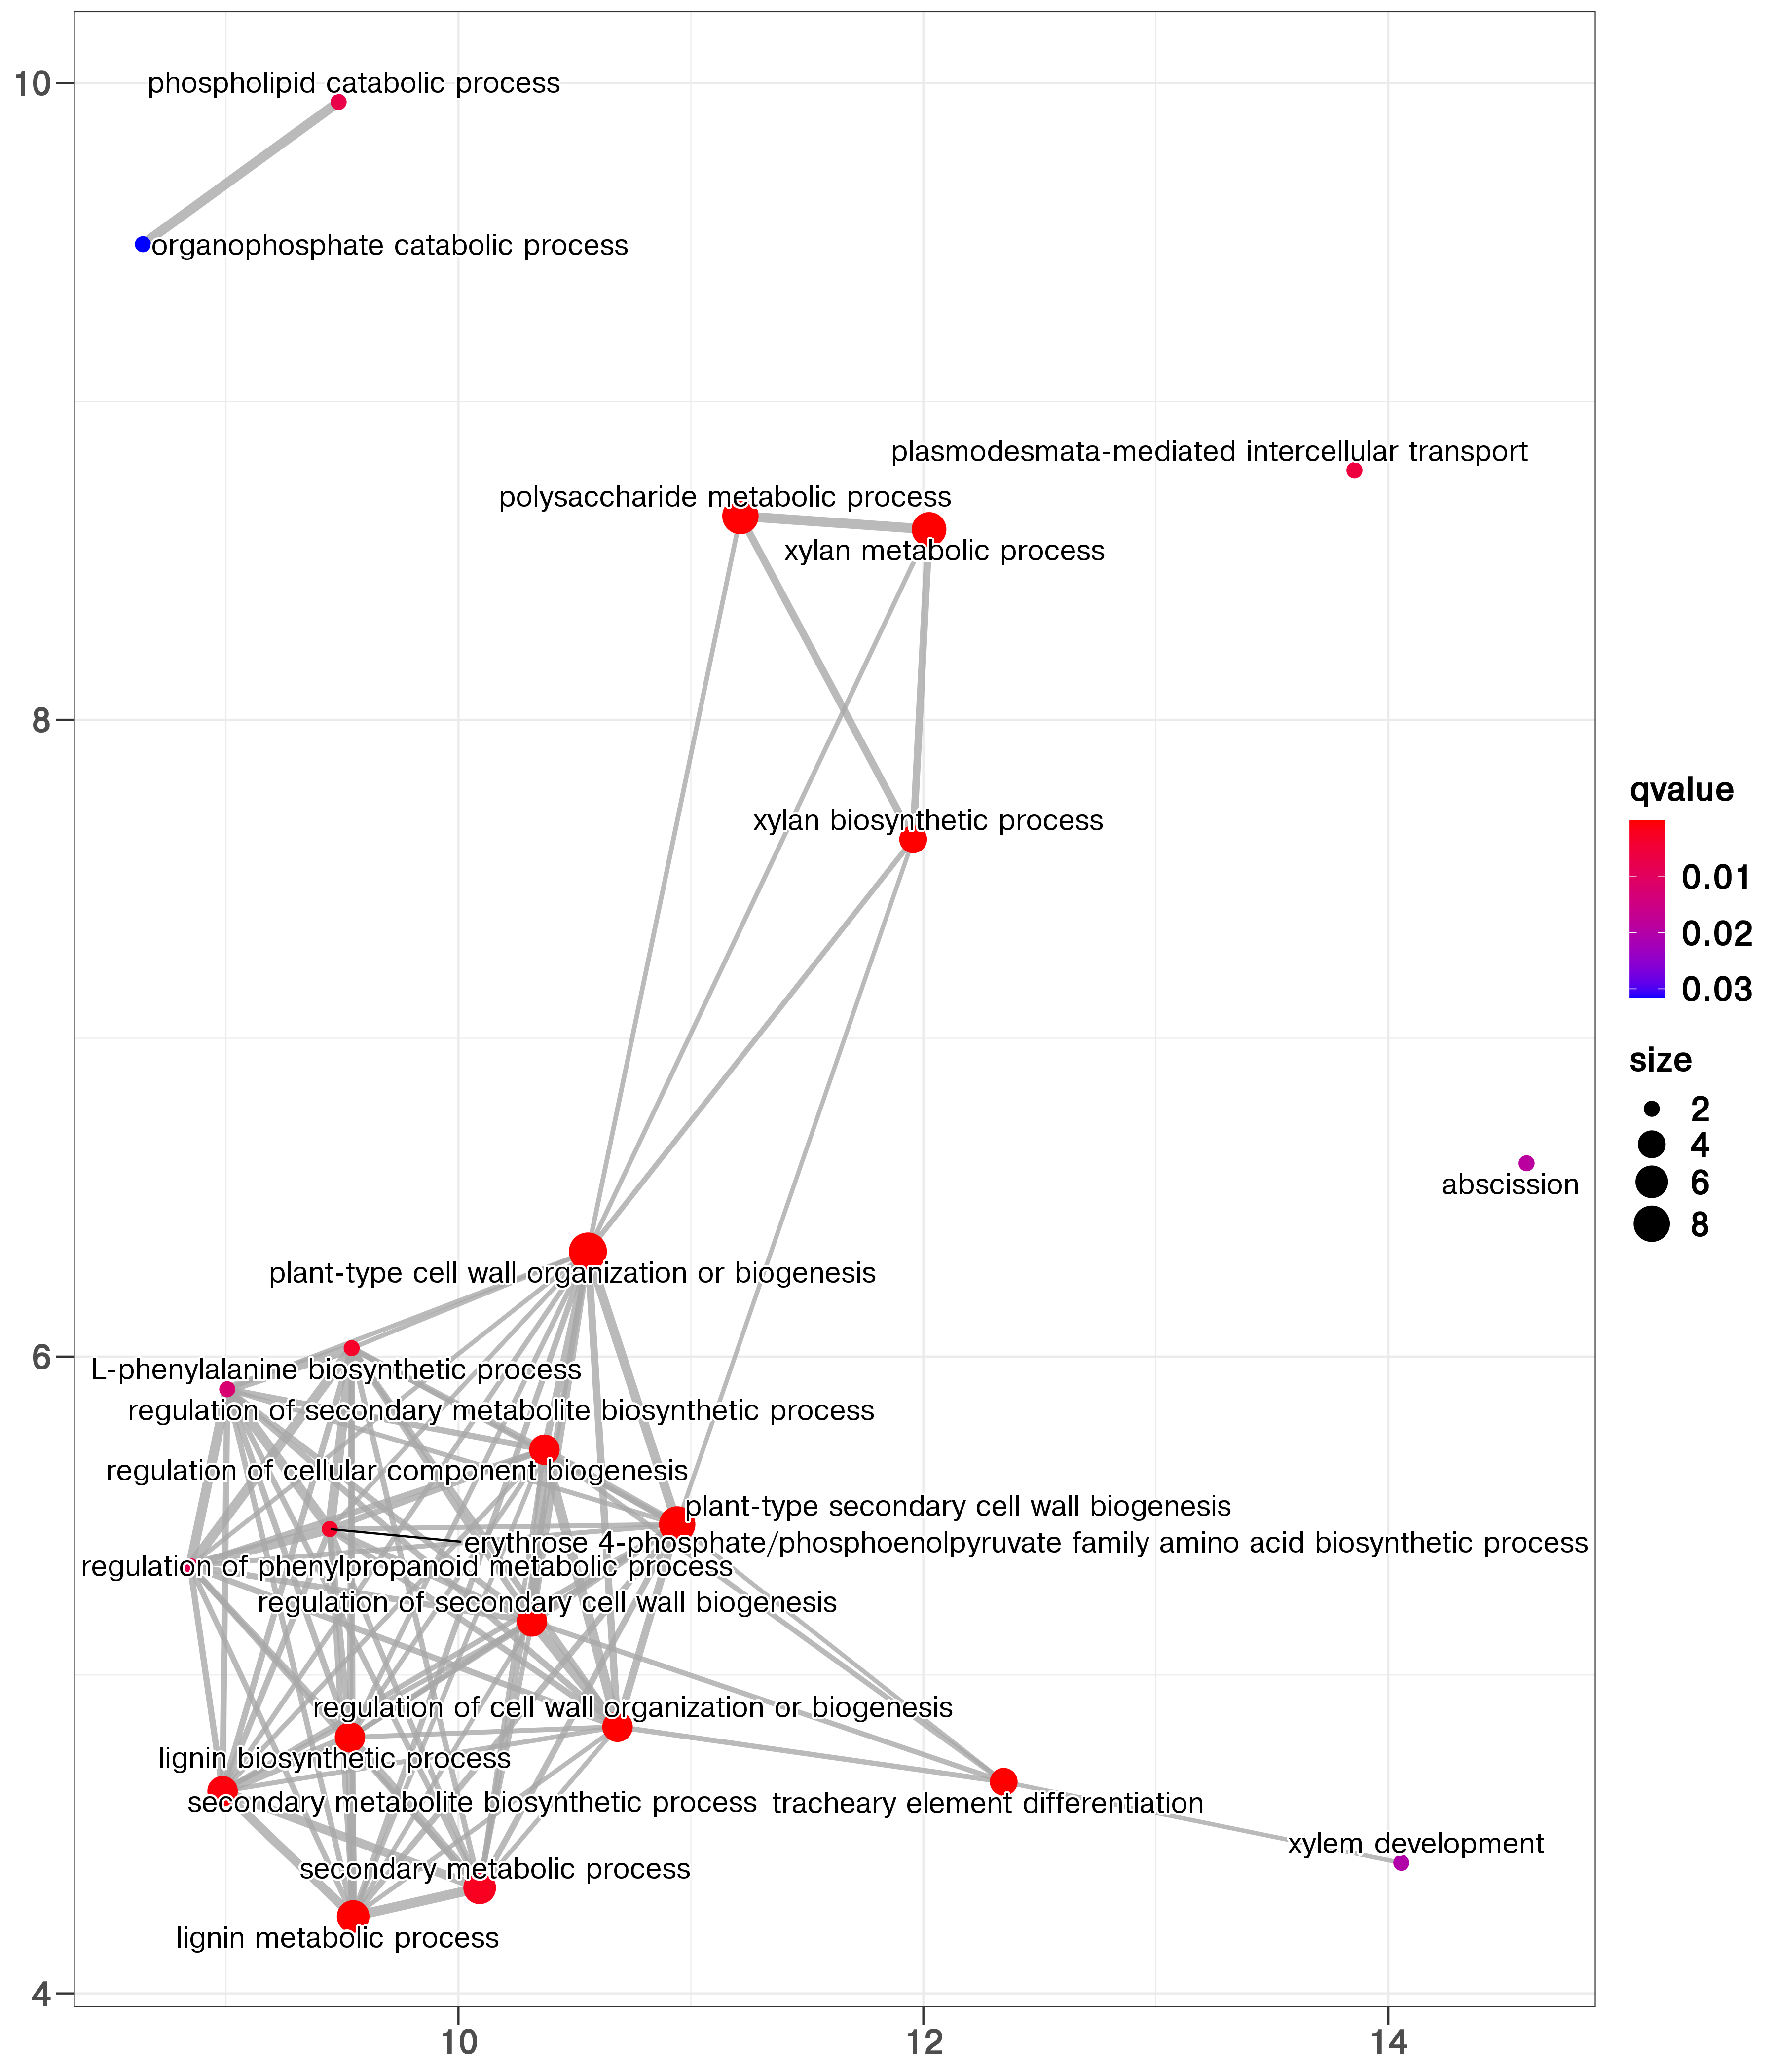 10
phospholipid catabolic process
organophosphate catabolic process
plasmodesmata-mediated intercellular transport
polysaccharide metabolic process
xylan metabolic process
8
xylan biosynthetic process
qvalue
0.01
0.02
0.03
size
2
4
6
8
abscission
plant-type cell wall organization or biogenesis
6
L-phenylalanine biosynthetic process
regulation of secondary metabolite biosynthetic process
regulation of cellular component biogenesis
plant-type secondary cell wall biogenesis
erythrose 4-phosphate/phosphoenolpyruvate family amino acid biosynthetic process
regulation of phenylpropanoid metabolic process
regulation of secondary cell wall biogenesis
regulation of cell wall organization or biogenesis
lignin biosynthetic process
secondary metabolite biosynthetic process
tracheary element differentiation
xylem development
secondary metabolic process
lignin metabolic process
4
10
12
14